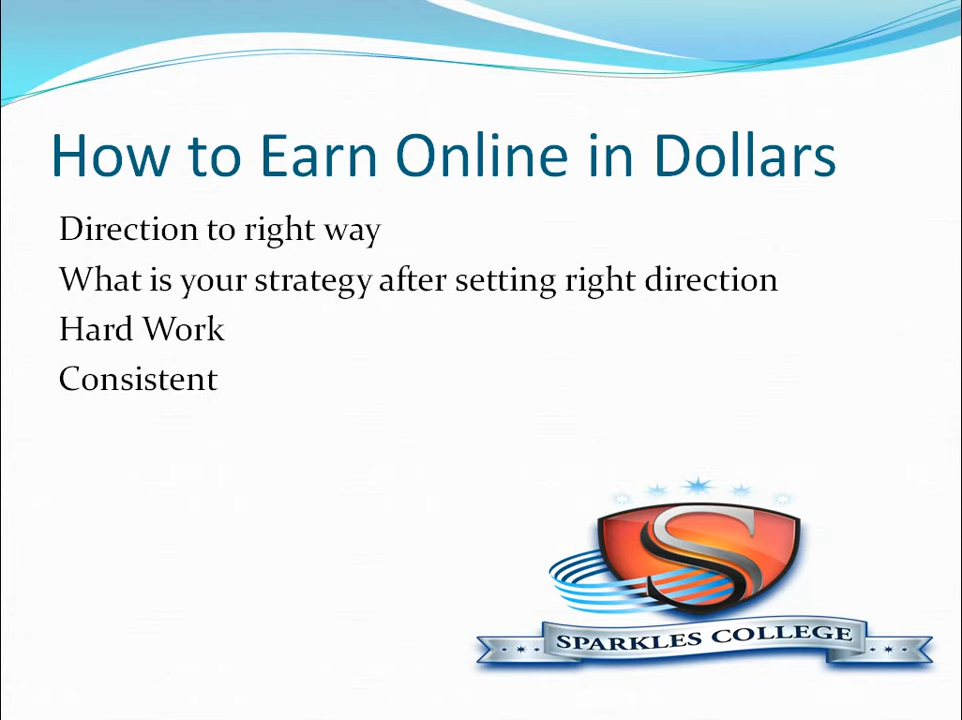 How to Earn Online in Dollars
Direction to right way
What is your strategy after setting right direction
Hard Work
Consistent
S
SPARKLES COLLEGE